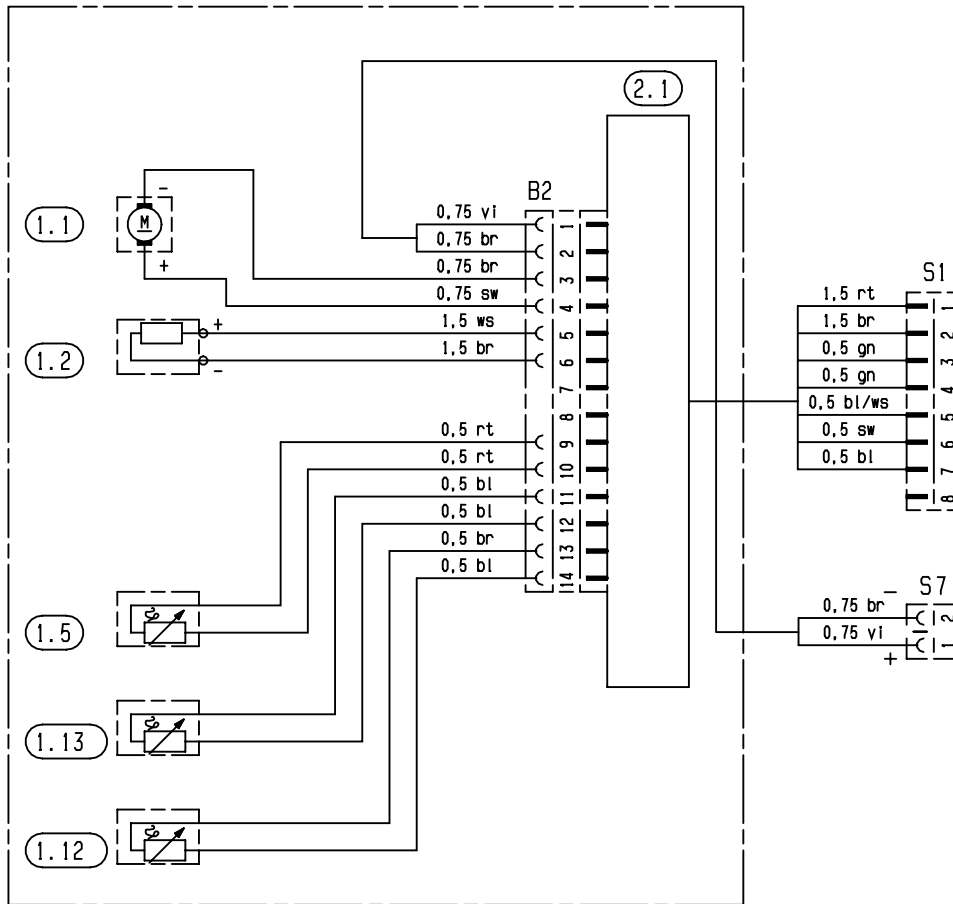 2.1
B2
1.1
M
-
+
0,75 vi
0,75 br
0,75 br
0,75 sw
1,5 ws
1,5 br
0,5 rt
0,5 rt
0,5 bl
0,5 bl
0,5 br
0,5 bl
1
2
3
4
5
6
7
8
9
10
11
12
13
14
1.2
+
-
1.5
1.13
1.12
S1
1,5 rt
1,5 br
0,5 gn
0,5 gn
0,5 bl/ws
0,5 sw
0,5 bl
1
2
3
4
5
6
7
8
S7
-
0,75 br
0,75 vi
+
2
1